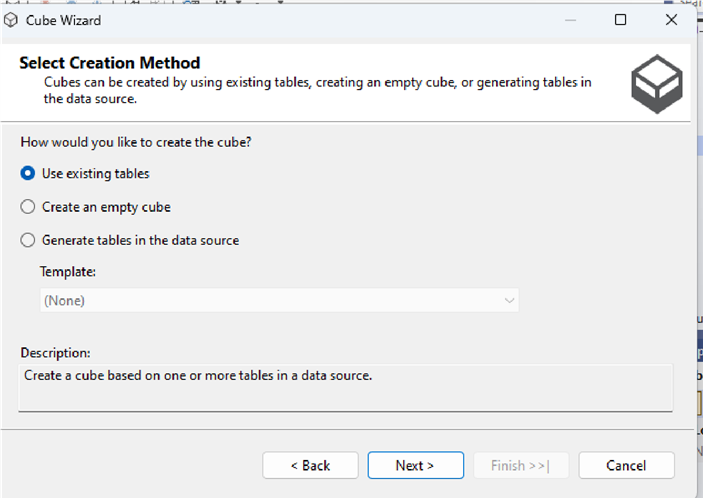 Cube Wizard
Select Creation Method
Cubes can be created by using existing tables, creating an empty cube, or generating tables in
the data source.
How would you like to create the cube?
Use existing tables
Create an empty cube
Generate tables in the data source
Template:
(None)
Description:
Create a cube based on one or more tables in a data source.
< Back
Next >
Finish >>|
Cancel